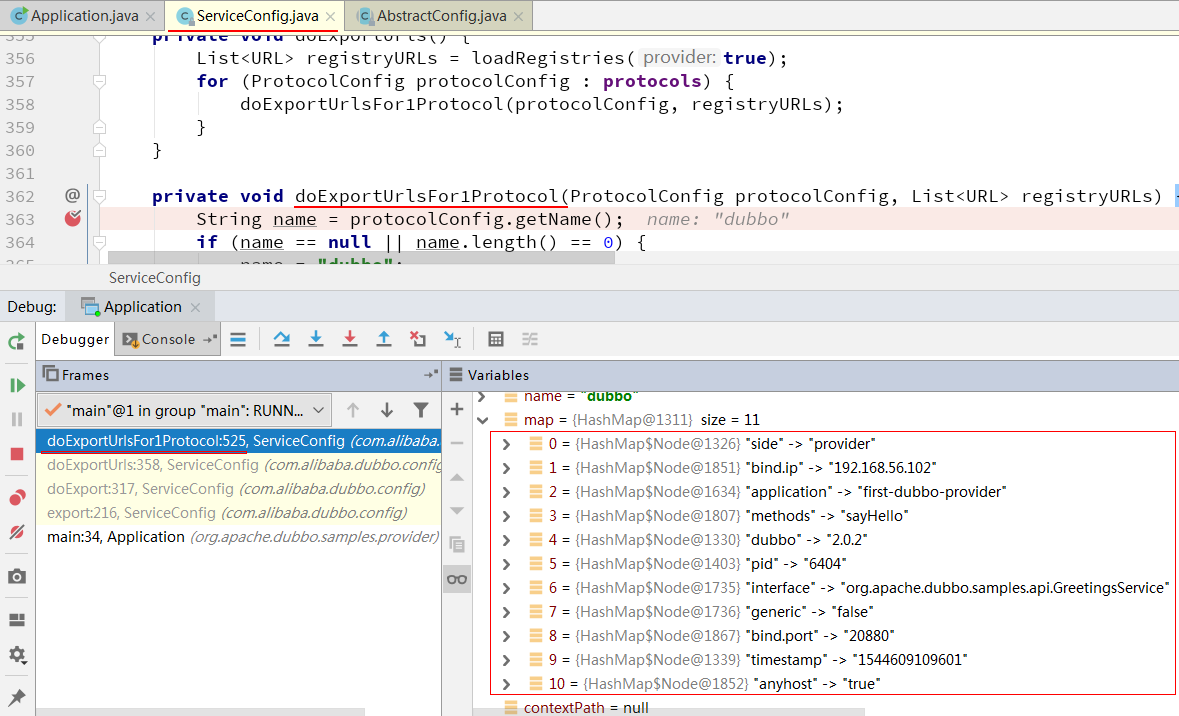 Application.java ServiceConfig.java AbstractConfig.java
355 private void doExportUrls() {
356 List<URL> registryURLs = loadRegistries( provider: true);
357 for (ProtocolConfig protocolConfig : protocols) {
358 doExportUrlsFor1Protocol(protocolConfig, registryURLs);
359 }
360 }
361
362 @ private void doExportUrlsFor1Protocol(ProtocolConfig protocolConfig, List<URL> registryURLs) {
363 String name = protocolConfig.getName(); name: "dubbo"
364 if (name == null || name.length() == 0) {
365 name = "dubbo";
ServiceConfig
Debug: Application
Debugger Console
Frames
"main"@1 in group "main": RUNN...
doExportUrlsFor1Protocol:525, ServiceConfig (com.alibaba.
doExportUrls:358, ServiceConfig (com.alibaba.dubbo.config
doExport:317, ServiceConfig (com.alibaba.dubbo.config)
export:216, ServiceConfig (com.alibaba.dubbo.config)
main:34, Application (org.apache.dubbo.samples.provider)
Variables
name = "dubbo"
map = {HashMap@1311} size = 11
0 = {HashMap$Node@1326} "side" -> "provider"
1 = {HashMap$Node@1851} "bind.ip" -> "192.168.56.102"
2 = {HashMap$Node@1634} "application" -> "first-dubbo-provider"
3 = {HashMap$Node@1807} "methods" -> "sayHello"
4 = {HashMap$Node@1330} "dubbo" -> "2.0.2"
5 = {HashMap$Node@1403} "pid" -> "6404"
6 = {HashMap$Node@1735} "interface" -> "org.apache.dubbo.samples.api.GreetingsService"
7 = {HashMap$Node@1736} "generic" -> "false"
8 = {HashMap$Node@1867} "bind.port" -> "20880"
9 = {HashMap$Node@1339} "timestamp" -> "1544609109601"
10 = {HashMap$Node@1852} "anyhost" -> "true"
contextPath = null